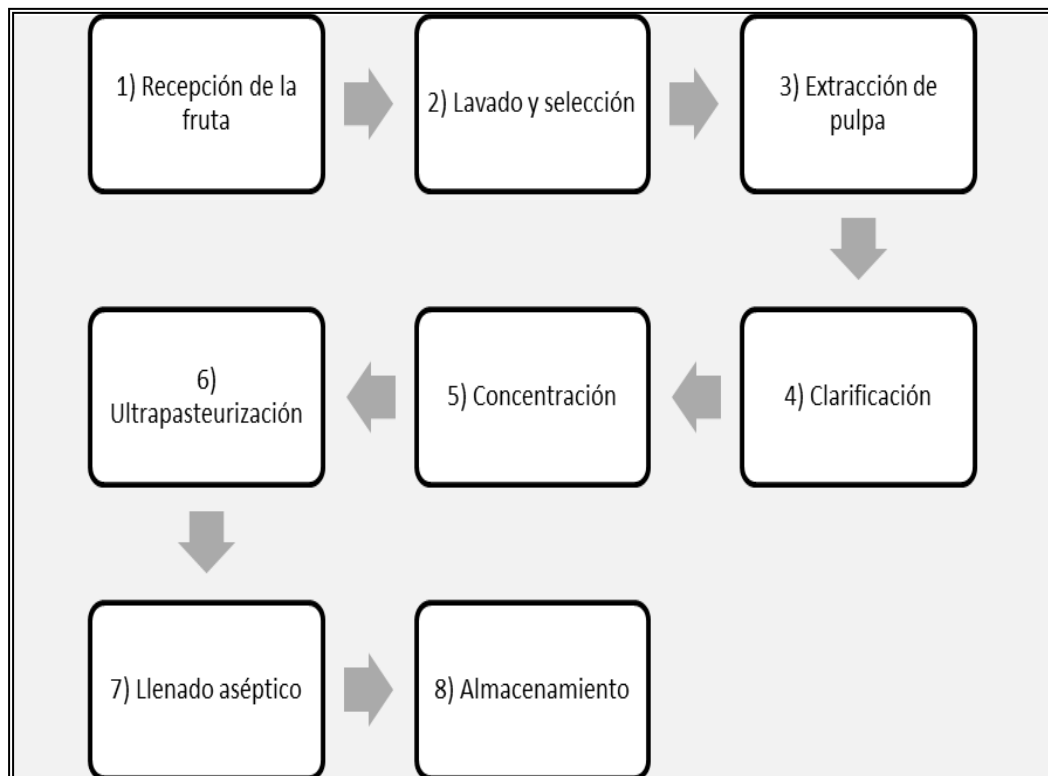 1) Recepción de la
fruta
2) Lavado y selección
3) Extracción de
pulpa
4) Clarificación
5) Concentración
6)
Ultrapasteurización
7) Llenado aséptico
8) Almacenamiento